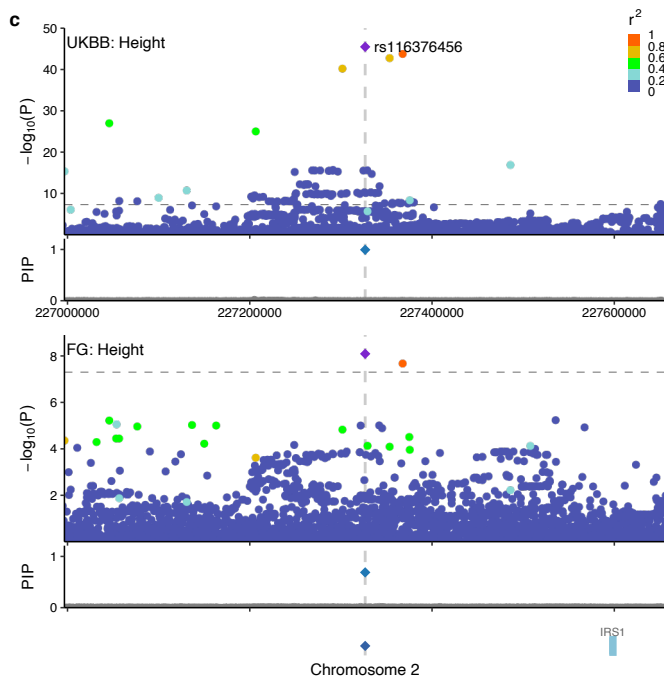 c
UKBB: Height
rs116376456
r²
1
0.8
0.6
0.4
0.2
0
50
40
30
20
10
−log₁₀(P)
1
0
PIP
227000000 227200000 227400000 227600000
FG: Height
8
6
4
2
−log₁₀(P)
1
0
PIP
IRS1
Chromosome 2